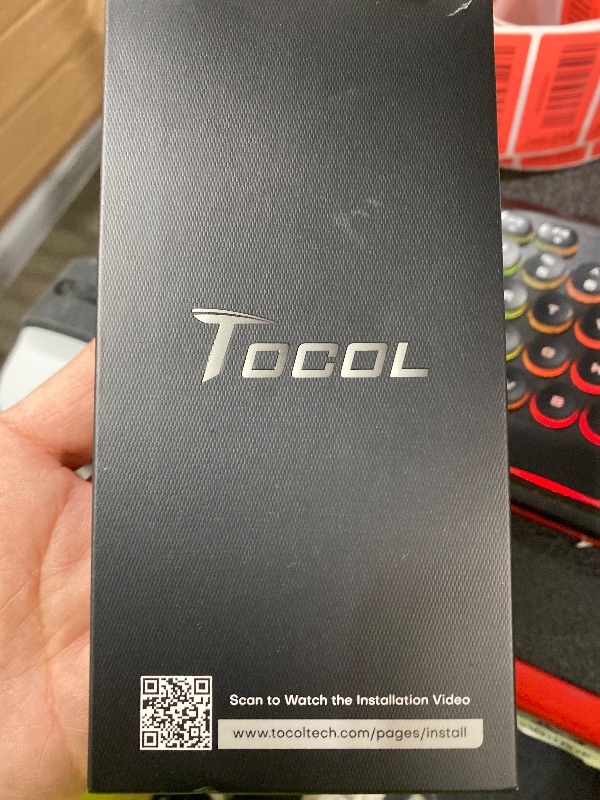 TOCOL
Scan to Watch the Installation Video
www.tocoltech.com/pages/install